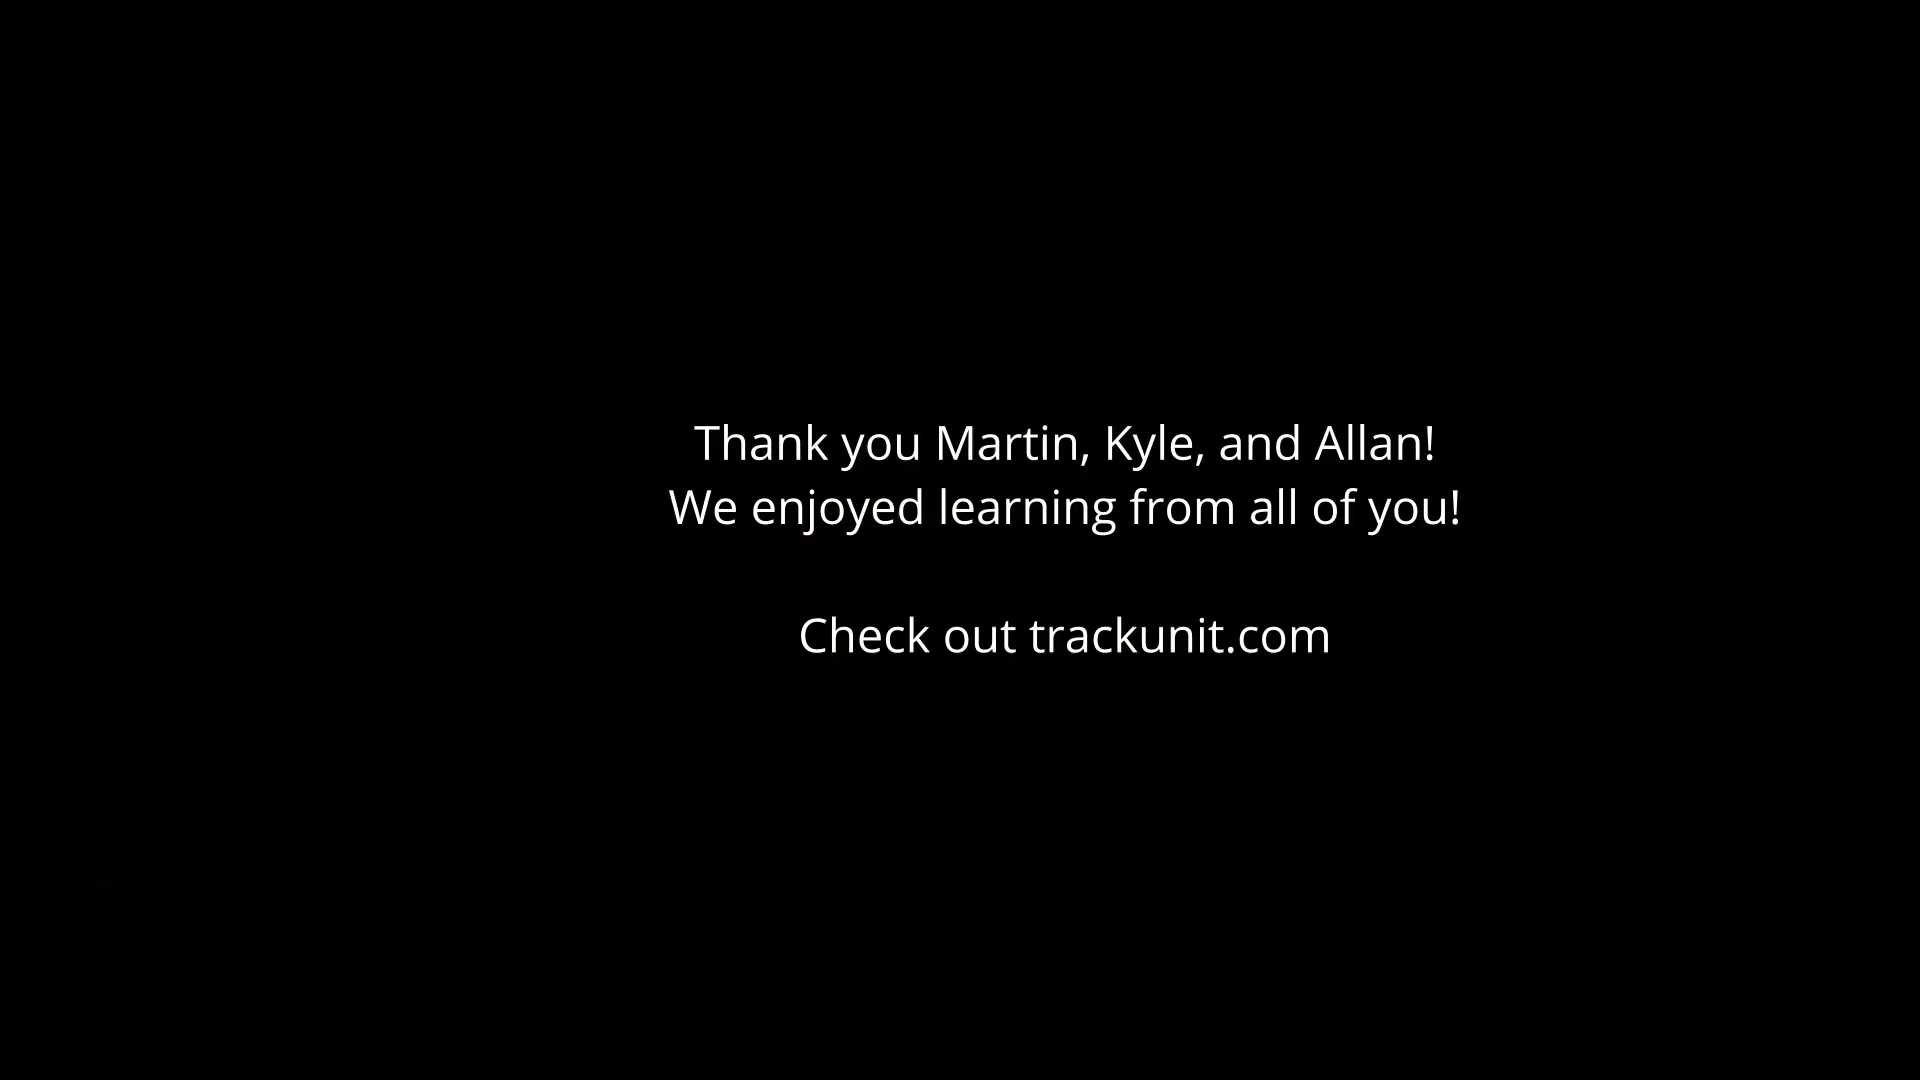 Thank you Martin, Kyle, and Allan!
We enjoyed learning from all of you!
Check out trackunit.com